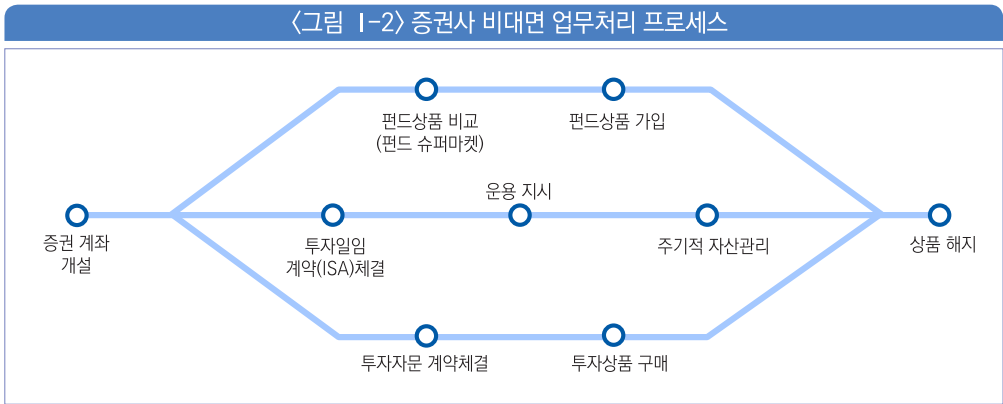 〈그림 Ⅰ-2〉 증권사 비대면 업무처리 프로세스
펀드상품 비교
(펀드 슈퍼마켓)
펀드상품 가입
증권 계좌
개설
투자일임
계약(ISA)체결
운용 지시
주기적 자산관리
상품 해지
투자자문 계약체결
투자상품 구매